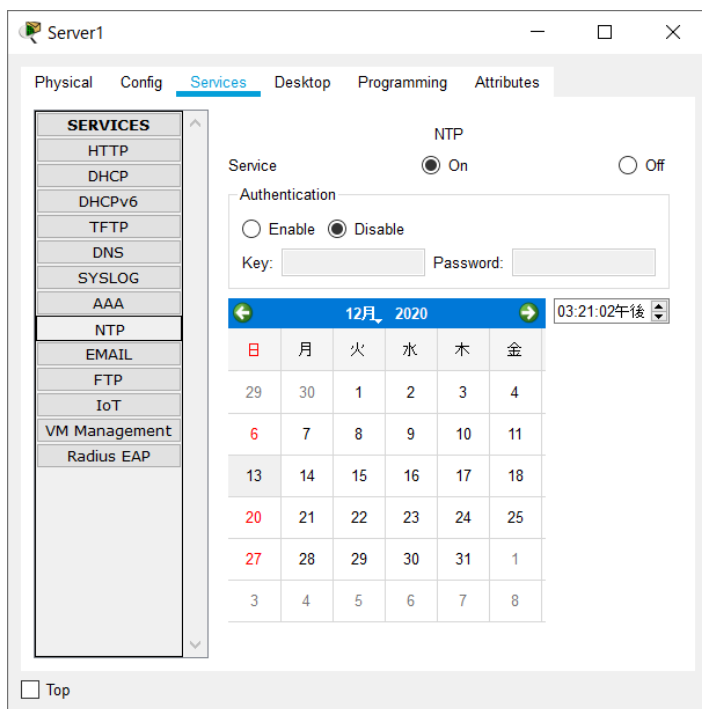 Server1
Physical Config Services Desktop Programming Attributes
SERVICES
HTTP
DHCP
DHCPv6
TFTP
DNS
SYSLOG
AAA
NTP
EMAIL
FTP
IoT
VM Management
Radius EAP
NTP
Service On Off
Authentication
Enable Disable
Key: Password:
12月 2020 03:21:02午後
日 月 火 水 木 金
29 30 1 2 3 4
6 7 8 9 10 11
13 14 15 16 17 18
20 21 22 23 24 25
27 28 29 30 31 1
3 4 5 6 7 8
Top